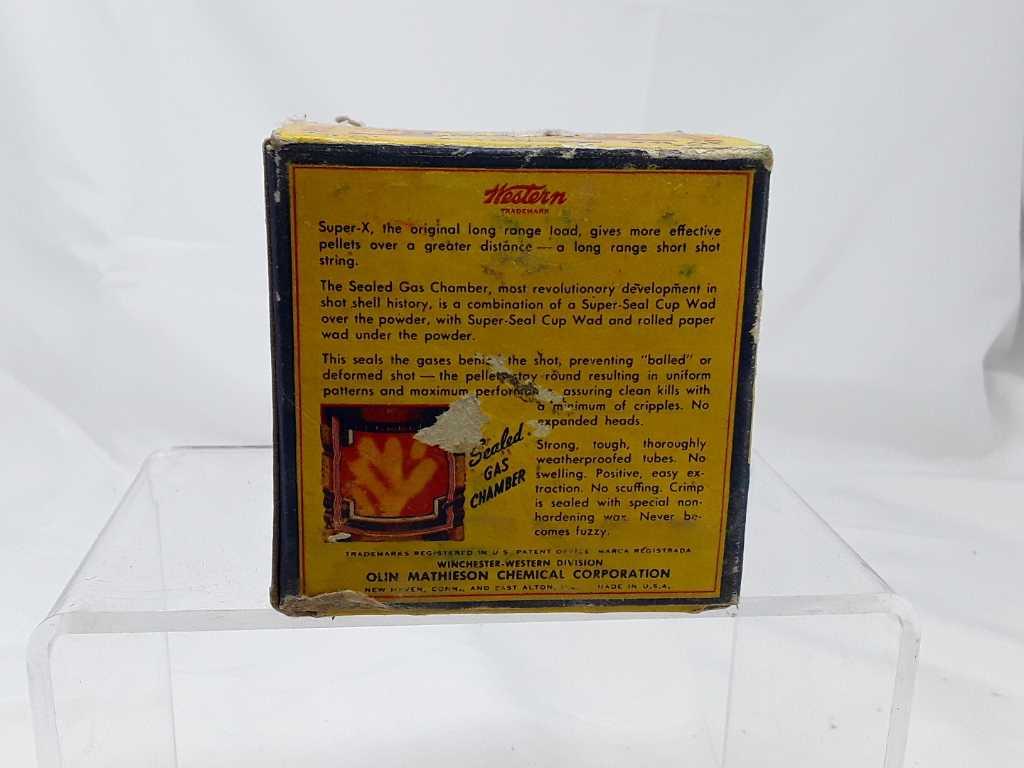 Western
TRADEMARK
Super-X, the original long range load, gives more effective
pellets over a greater distance — a long range short shot
string.
The Sealed Gas Chamber, most revolutionary development in
shot shell history, is a combination of a Super-Seal Cup Wad
over the powder, with Super-Seal Cup Wad and rolled paper
wad under the powder.
This seals the gases the shot, preventing "balled" or
deformed shot — the pellets stay round resulting in uniform
patterns and maximum assuring clean kills with
a minimum of cripples. No
expanded heads.
Sealed
GAS
CHAMBER
Strong, tough, thoroughly
weatherproofed tubes. No
swelling. Positive, easy ex-
traction. No scuffing. Crimp
is sealed with special non-
hardening wax. Never be-
comes fuzzy.
TRADEMARKS REGISTERED IN U.S. PATENT OFFICE MARCA REGISTRADA
WINCHESTER-WESTERN DIVISION
OLIN MATHIESON CHEMICAL CORPORATION
NEW HAVEN, CONN., AND EAST ALTON, MADE IN U.S.A.